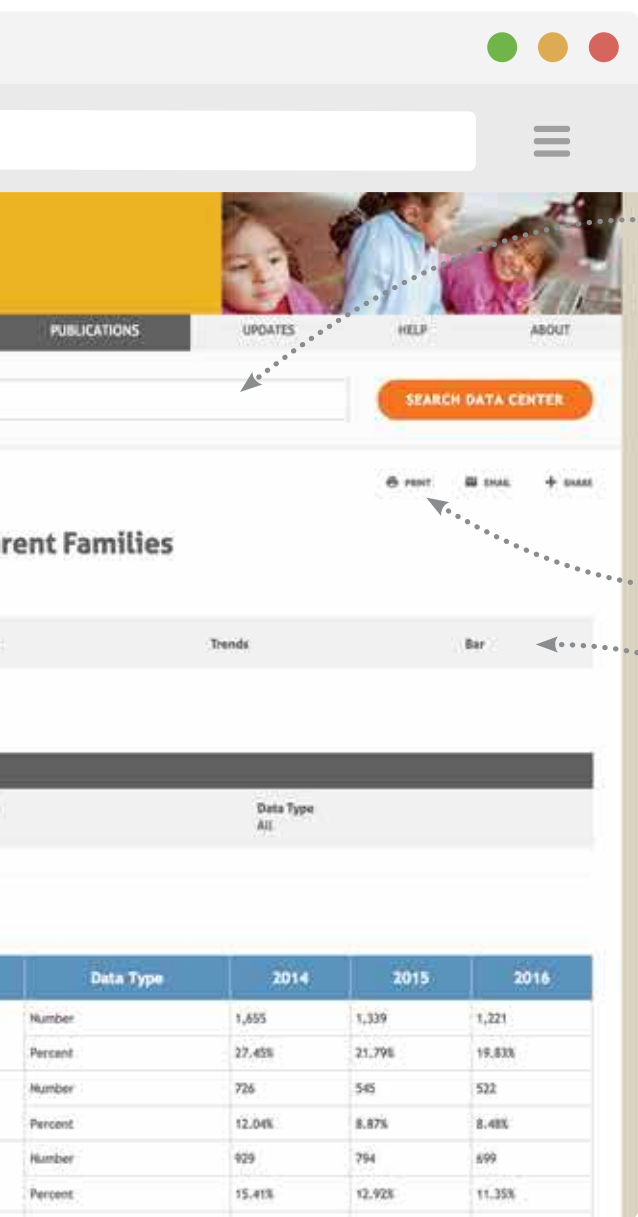 PUBLICATIONS UPDATES HELP ABOUT
SEARCH DATA CENTER
PRINT EMAIL SHARE
rent Families
Trends Bar
Data Type
All
Data Type 2014 2015 2016
Number 1,655 1,339 1,221
Percent 27.45% 21.79% 19.83%
Number 726 545 522
Percent 12.04% 8.87% 8.48%
Number 929 794 699
Percent 15.41% 12.92% 11.35%